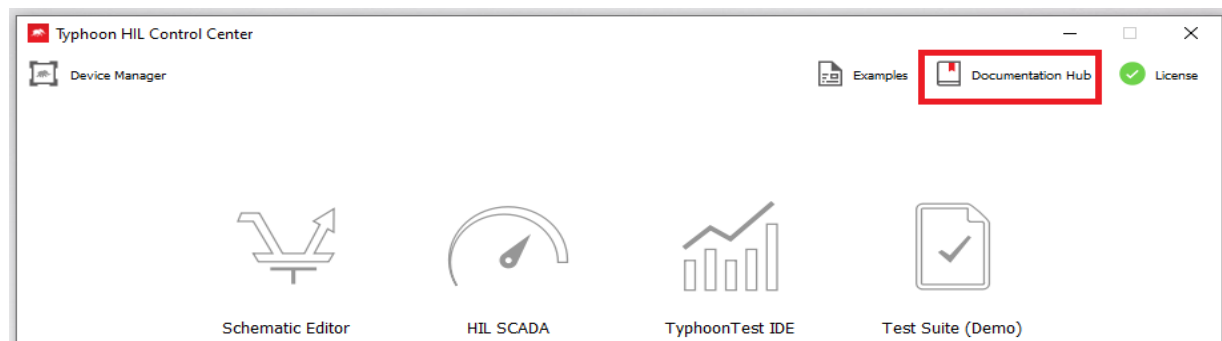 Typhoon HIL Control Center
Device Manager
Examples
Documentation Hub
License
Schematic Editor
HIL SCADA
TyphoonTest IDE
Test Suite (Demo)